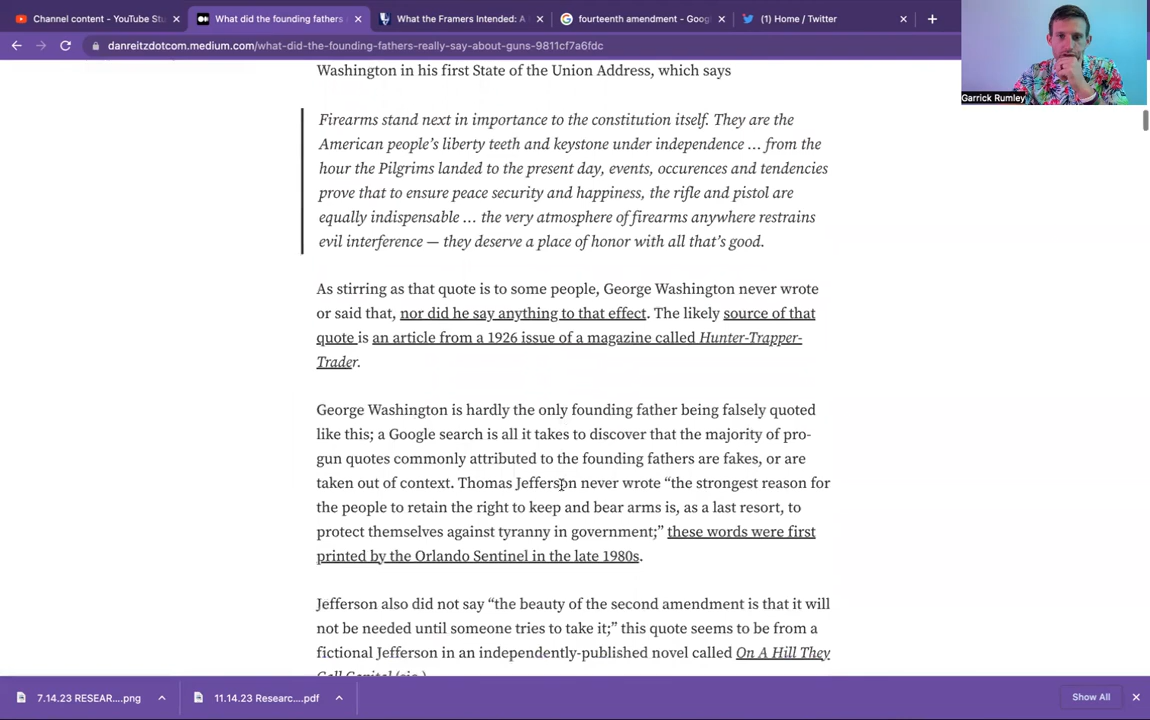 Channel content - YouTube Stu
What did the founding fathers
What the Framers Intended: A
fourteenth amendment - Goog
(1) Home / Twitter
danreitzdotcom.medium.com/what-did-the-founding-fathers-really-say-about-guns-9811cf7a6fdc
Garrick Rumley
Washington in his first State of the Union Address, which says
Firearms stand next in importance to the constitution itself. They are the
American people’s liberty teeth and keystone under independence … from the
hour the Pilgrims landed to the present day, events, occurences and tendencies
prove that to ensure peace security and happiness, the rifle and pistol are
equally indispensable … the very atmosphere of firearms anywhere restrains
evil interference — they deserve a place of honor with all that’s good.
As stirring as that quote is to some people, George Washington never wrote
or said that, nor did he say anything to that effect. The likely source of that
quote is an article from a 1926 issue of a magazine called Hunter-Trapper-
Trader.
George Washington is hardly the only founding father being falsely quoted
like this; a Google search is all it takes to discover that the majority of pro-
gun quotes commonly attributed to the founding fathers are fakes, or are
taken out of context. Thomas Jefferson never wrote “the strongest reason for
the people to retain the right to keep and bear arms is, as a last resort, to
protect themselves against tyranny in government;” these words were first
printed by the Orlando Sentinel in the late 1980s.
Jefferson also did not say “the beauty of the second amendment is that it will
not be needed until someone tries to take it;” this quote seems to be from a
fictional Jefferson in an independently-published novel called On A Hill They
Call Capital (sic.)
7.14.23 RESEAR....png
11.14.23 Researc....pdf
Show All